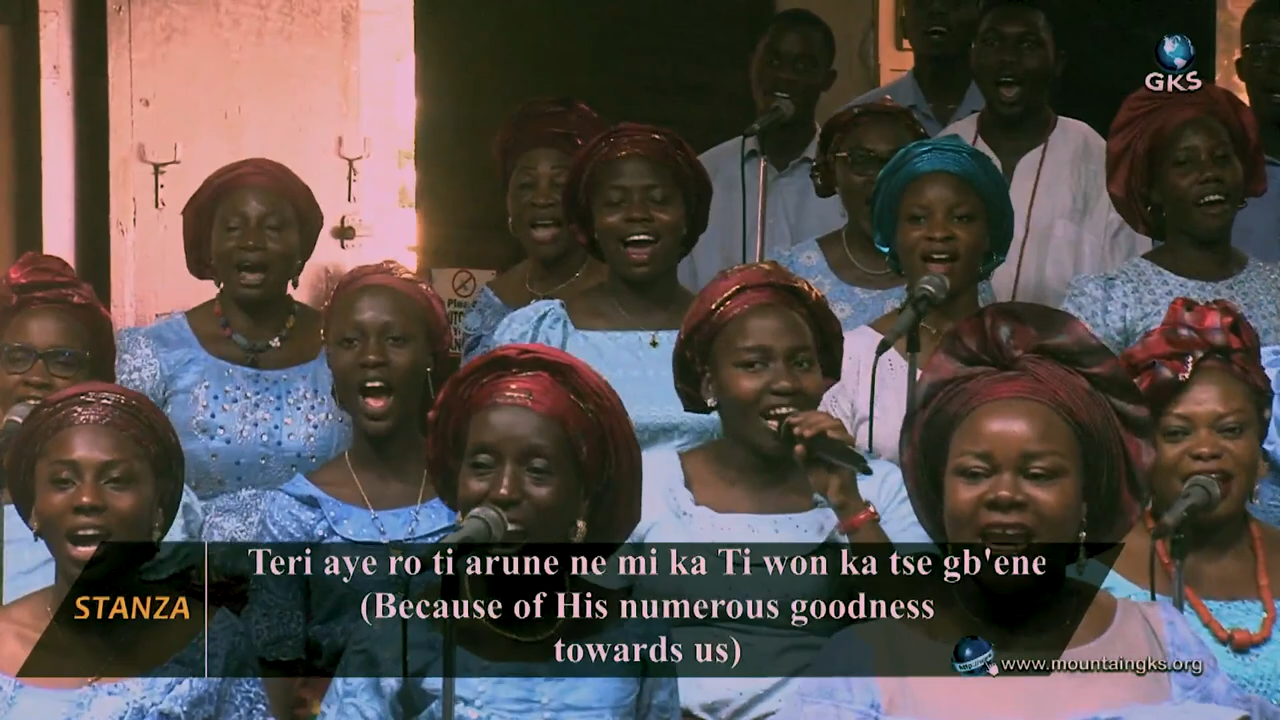 GKS
Teri aye ro ti arune ne mi ka Ti won ka tse gb'ene
STANZA
(Because of His numerous goodness
towards us)
www.mountaingks.org